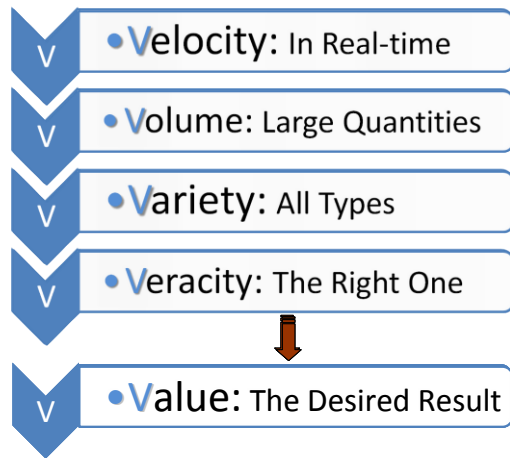 V
•Velocity: In Real-time
V
•Volume: Large Quantities
V
•Variety: All Types
V
•Veracity: The Right One
V
•Value: The Desired Result